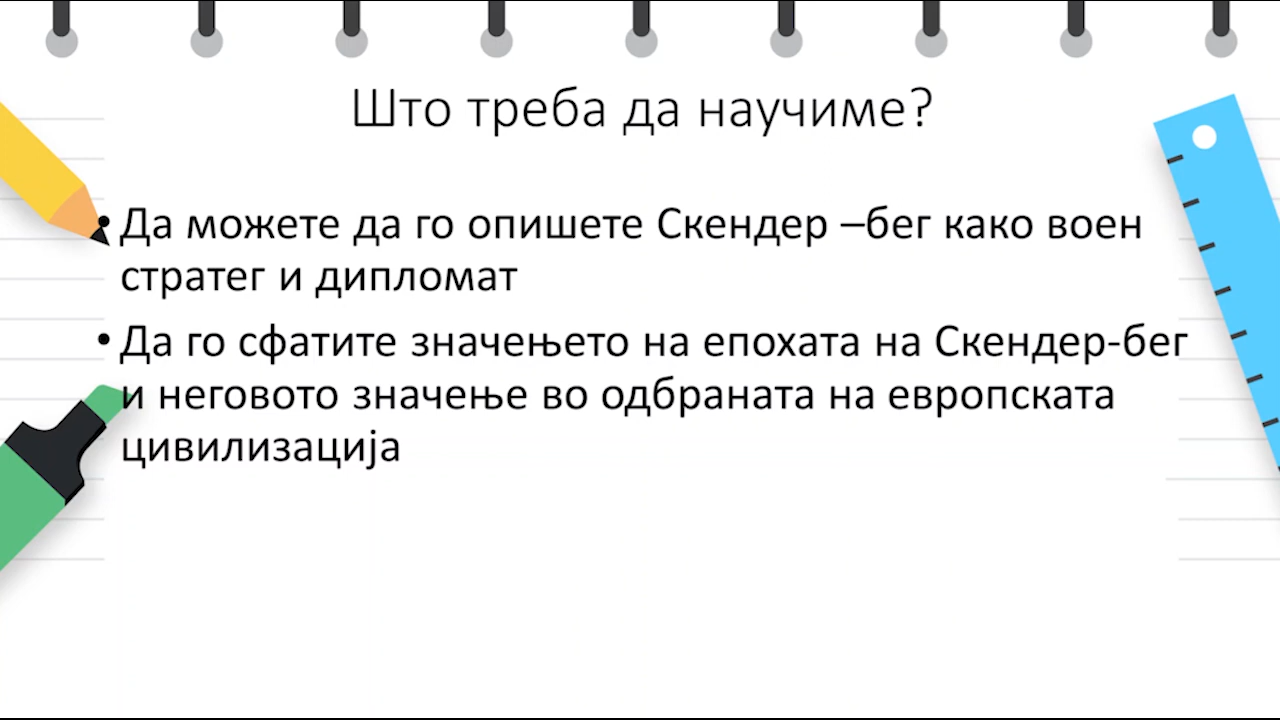 Што треба да научиме?
• Да можете да го опишете Скендер –бег како воен
стратег и дипломат
• Да го сфатите значењето на епохата на Скендер-бег
и неговото значење во одбраната на европската
цивилизација